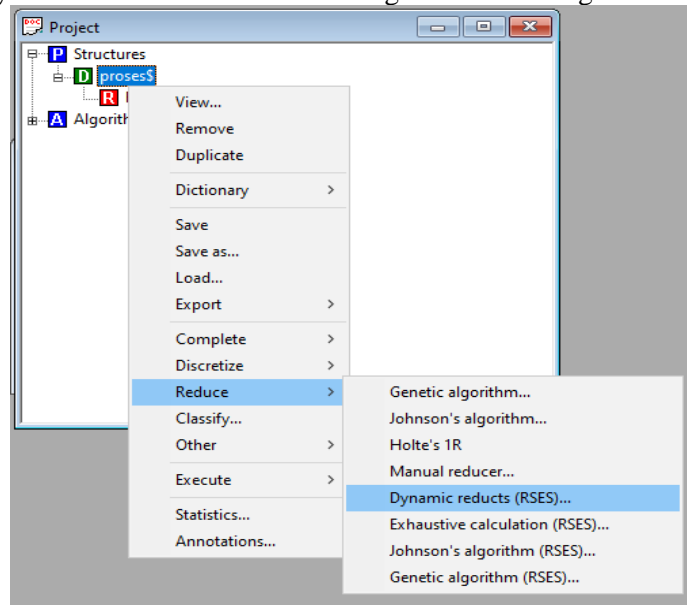 DOC
Project
P Structures
D proses$
R
A Algorith
View...
Remove
Duplicate
Dictionary >
Save
Save as...
Load...
Export >
Complete >
Discretize >
Reduce >
Classify...
Other >
Execute >
Statistics...
Annotations...
Genetic algorithm...
Johnson's algorithm...
Holte's 1R
Manual reducer...
Dynamic reducts (RSES)...
Exhaustive calculation (RSES)...
Johnson's algorithm (RSES)...
Genetic algorithm (RSES)...